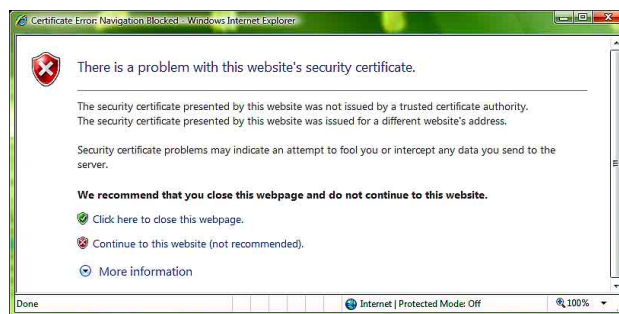 Certificate Error: Navigation Blocked - Windows Internet Explorer
There is a problem with this website's security certificate.
The security certificate presented by this website was not issued by a trusted certificate authority.
The security certificate presented by this website was issued for a different website's address.
Security certificate problems may indicate an attempt to fool you or intercept any data you send to the
server.
We recommend that you close this webpage and do not continue to this website.
Click here to close this webpage.
Continue to this website (not recommended).
More information
Done Internet | Protected Mode: Off 100%